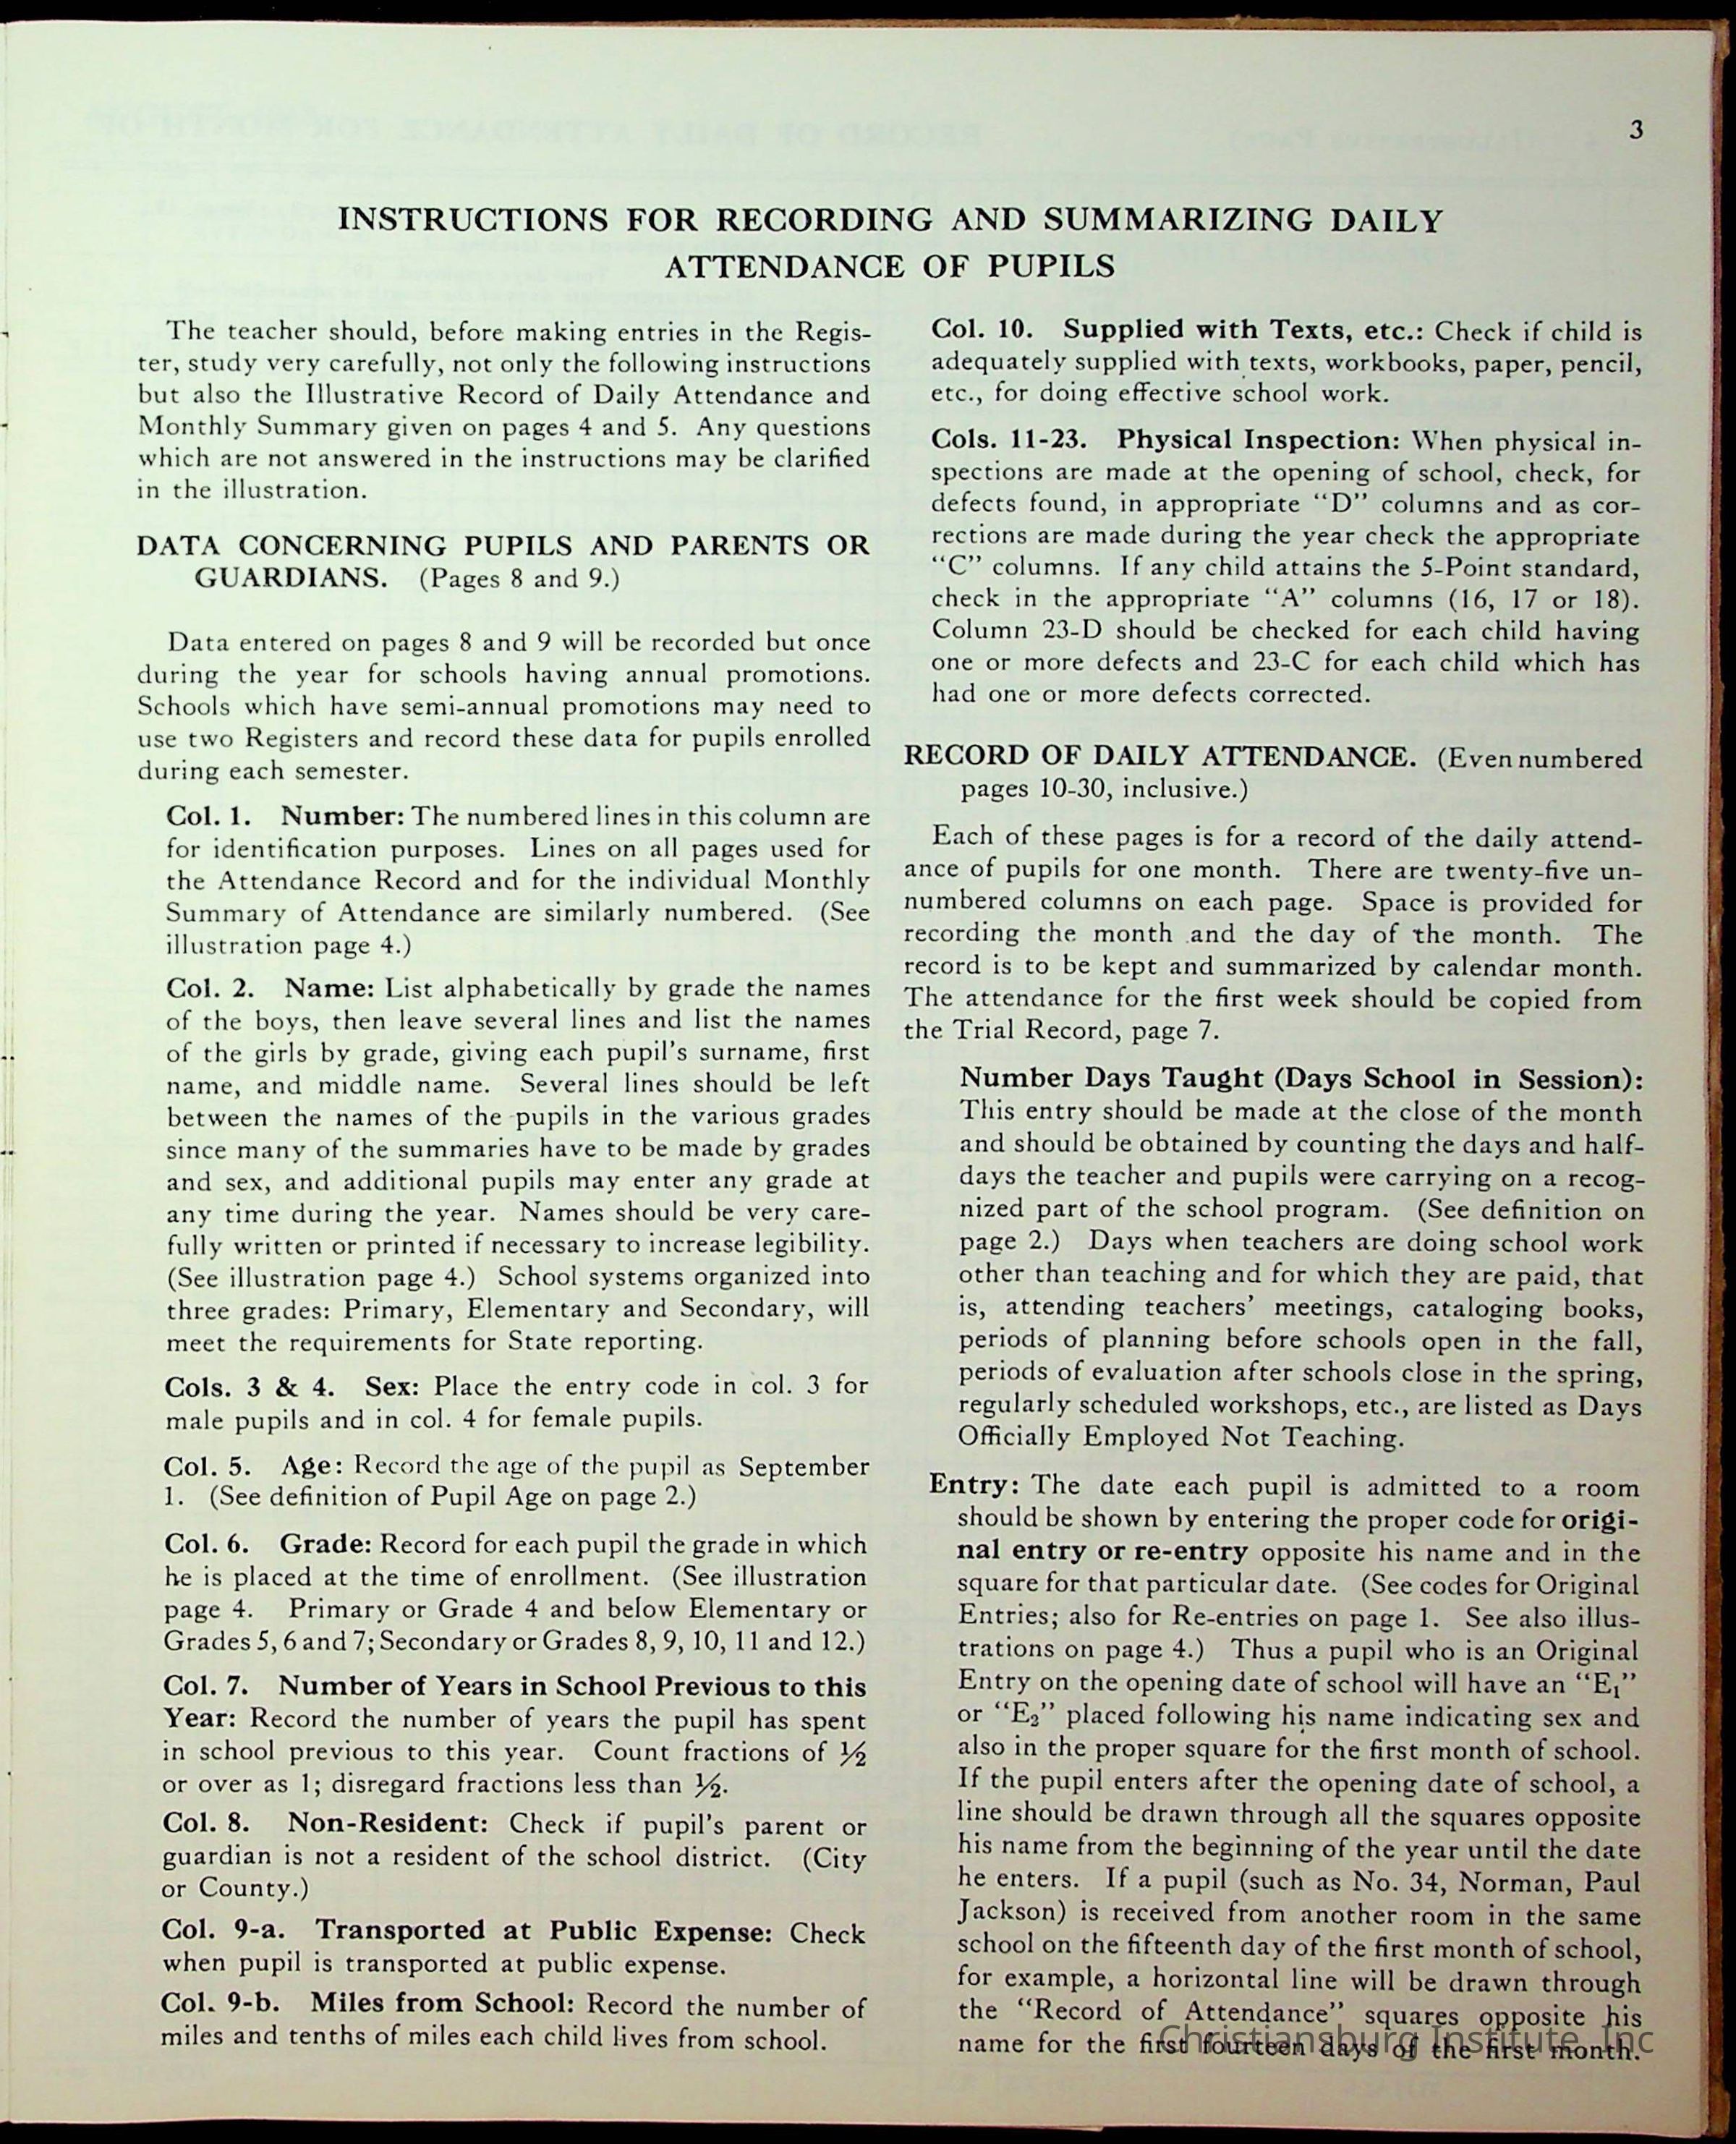 3
INSTRUCTIONS FOR RECORDING AND SUMMARIZING DAILY
ATTENDANCE OF PUPILS
The teacher should, before making entries in the Regis-
ter, study very carefully, not only the following instructions
but also the Illustrative Record of Daily Attendance and
Monthly Summary given on pages 4 and 5. Any questions
which are not answered in the instructions may be clarified
in the illustration.
DATA CONCERNING PUPILS AND PARENTS OR
GUARDIANS. (Pages 8 and 9.)
Data entered on pages 8 and 9 will be recorded but once
during the year for schools having annual promotions.
Schools which have semi-annual promotions may need to
use two Registers and record these data for pupils enrolled
during each semester.
Col. 1. Number: The numbered lines in this column are
for identification purposes. Lines on all pages used for
the Attendance Record and for the individual Monthly
Summary of Attendance are similarly numbered. (See
illustration page 4.)
Col. 2. Name: List alphabetically by grade the names
of the boys, then leave several lines and list the names
of the girls by grade, giving each pupil's surname, first
name, and middle name. Several lines should be left
between the names of the pupils in the various grades
since many of the summaries have to be made by grades
and sex, and additional pupils may enter any grade at
any time during the year. Names should be very care-
fully written or printed if necessary to increase legibility.
(See illustration page 4.) School systems organized into
three grades: Primary, Elementary and Secondary, will
meet the requirements for State reporting.
Cols. 3 & 4. Sex: Place the entry code in col. 3 for
male pupils and in col. 4 for female pupils.
Col. 5. Age: Record the age of the pupil as September
1. (See definition of Pupil Age on page 2.)
Col. 6. Grade: Record for each pupil the grade in which
he is placed at the time of enrollment. (See illustration
page 4. Primary or Grade 4 and below Elementary or
Grades 5, 6 and 7; Secondary or Grades 8, 9, 10, 11 and 12.)
Col. 7. Number of Years in School Previous to this
Year: Record the number of years the pupil has spent
in school previous to this year. Count fractions of ½
or over as 1; disregard fractions less than ½.
Col. 8. Non-Resident: Check if pupil's parent or
guardian is not a resident of the school district. (City
or County.)
Col. 9-a. Transported at Public Expense: Check
when pupil is transported at public expense.
Col. 9-b. Miles from School: Record the number of
miles and tenths of miles each child lives from school.
Col. 10. Supplied with Texts, etc.: Check if child is
adequately supplied with texts, workbooks, paper, pencil,
etc., for doing effective school work.
Cols. 11-23. Physical Inspection: When physical in-
spections are made at the opening of school, check, for
defects found, in appropriate "D" columns and as cor-
rections are made during the year check the appropriate
"C" columns. If any child attains the 5-Point standard,
check in the appropriate "A" columns (16, 17 or 18).
Column 23-D should be checked for each child having
one or more defects and 23-C for each child which has
had one or more defects corrected.
RECORD OF DAILY ATTENDANCE. (Even numbered
pages 10-30, inclusive.)
Each of these pages is for a record of the daily attend-
ance of pupils for one month. There are twenty-five un-
numbered columns on each page. Space is provided for
recording the month and the day of the month. The
record is to be kept and summarized by calendar month.
The attendance for the first week should be copied from
the Trial Record, page 7.
Number Days Taught (Days School in Session):
This entry should be made at the close of the month
and should be obtained by counting the days and half-
days the teacher and pupils were carrying on a recog-
nized part of the school program. (See definition on
page 2.) Days when teachers are doing school work
other than teaching and for which they are paid, that
is, attending teachers' meetings, cataloging books,
periods of planning before schools open in the fall,
periods of evaluation after schools close in the spring,
regularly scheduled workshops, etc., are listed as Days
Officially Employed Not Teaching.
Entry: The date each pupil is admitted to a room
should be shown by entering the proper code for origi-
nal entry or re-entry opposite his name and in the
square for that particular date. (See codes for Original
Entries; also for Re-entries on page 1. See also illus-
trations on page 4.) Thus a pupil who is an Original
Entry on the opening date of school will have an "E₁"
or "E₂" placed following his name indicating sex and
also in the proper square for the first month of school.
If the pupil enters after the opening date of school, a
line should be drawn through all the squares opposite
his name from the beginning of the year until the date
he enters. If a pupil (such as No. 34, Norman, Paul
Jackson) is received from another room in the same
school on the fifteenth day of the first month of school,
for example, a horizontal line will be drawn through
the "Record of Attendance" squares opposite his
name for the first fourteen days of the first month.
Christiansburg Institute, Inc